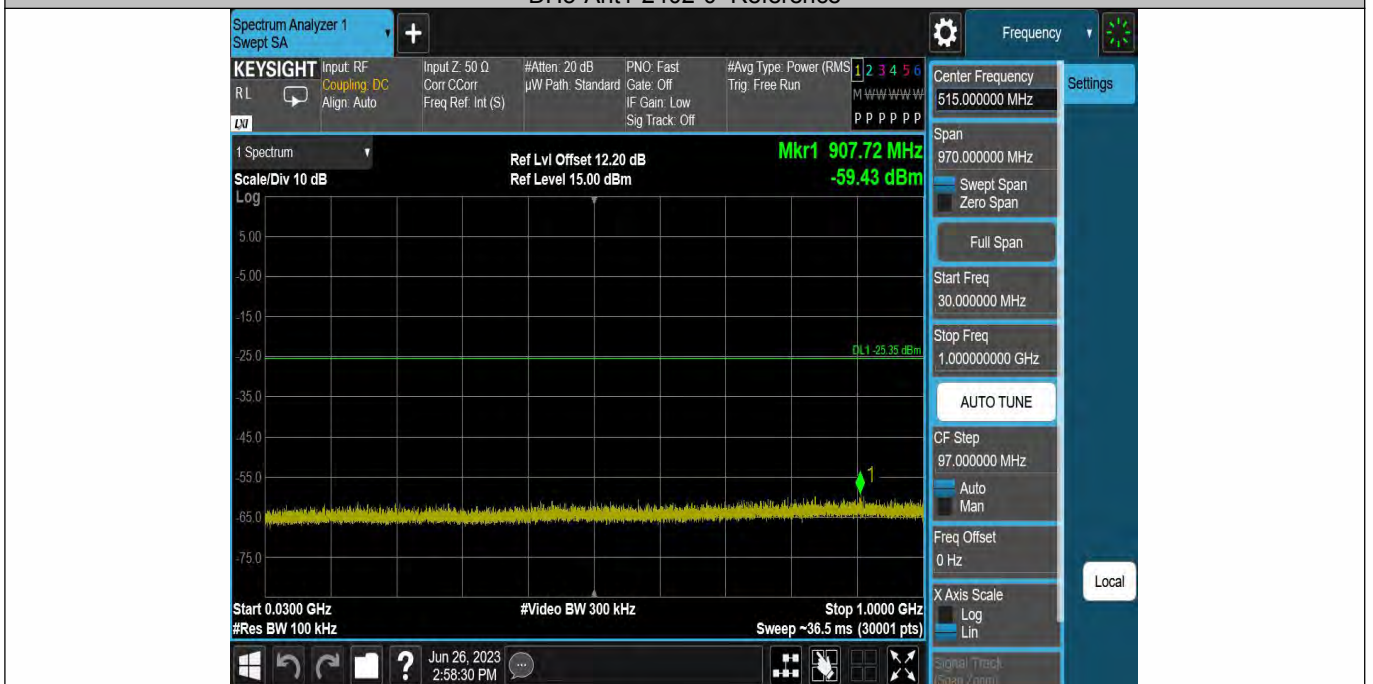 Spectrum Analyzer 1
Swept SA
+
Frequency
KEYSIGHT
RL
LXI
Input: RF
Coupling: DC
Align: Auto
Input Z: 50 Ω
Corr CCorr
Freq Ref: Int (S)
#Atten: 20 dB
µW Path: Standard
PNO: Fast
Gate: Off
IF Gain: Low
Sig Track: Off
#Avg Type: Power (RMS
Trig: Free Run
1 2 3 4 5 6
M W W W W W
P P P P P P
Center Frequency
515.000000 MHz
Settings
1 Spectrum
Scale/Div 10 dB
Log
Ref Lvl Offset 12.20 dB
Ref Level 15.00 dBm
Mkr1 907.72 MHz
-59.43 dBm
Span
970.000000 MHz
Swept Span
Zero Span
Full Span
Start Freq
30.000000 MHz
Stop Freq
1.000000000 GHz
AUTO TUNE
CF Step
97.000000 MHz
Auto
Man
Freq Offset
0 Hz
X Axis Scale
Log
Lin
Signal Track
(Span Zoom)
Local
5.00
-5.00
-15.0
-25.0
DL1 -25.35 dBm
-35.0
-45.0
-55.0
1
-65.0
-75.0
Start 0.0300 GHz
#Res BW 100 kHz
#Video BW 300 kHz
Stop 1.0000 GHz
Sweep ~36.5 ms (30001 pts)
?
Jun 26, 2023
2:58:30 PM